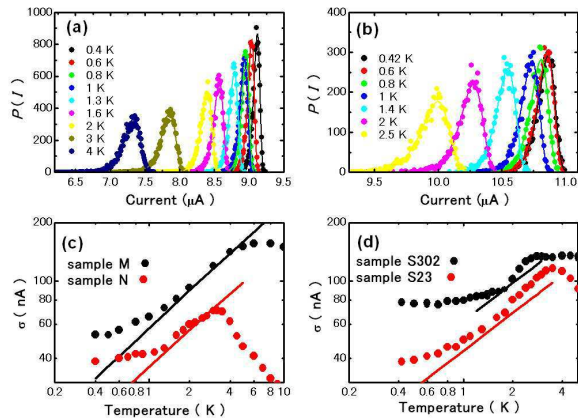 (a)
P(I)
1000
800
600
400
200
0
0.4 K
0.6 K
0.8 K
1 K
1.3 K
1.6 K
2 K
3 K
4 K
6.5 7.0 7.5 8.0 8.5 9.0 9.5
Current (μA)
(b)
P(I)
400
300
200
100
0
0.42 K
0.6 K
0.8 K
1 K
1.4 K
2 K
2.5 K
9.5 10.0 10.5 11.0
Current (μA)
(c)
σ ( nA )
200
100
80
60
40
sample M
sample N
0.2 0.4 0.6 0.8 1 2 4 6 8 10
Temperature ( K )
(d)
σ ( nA )
200
100
80
60
40
sample S302
sample S23
0.2 0.4 0.6 0.8 1 2 4
Temperature ( K )